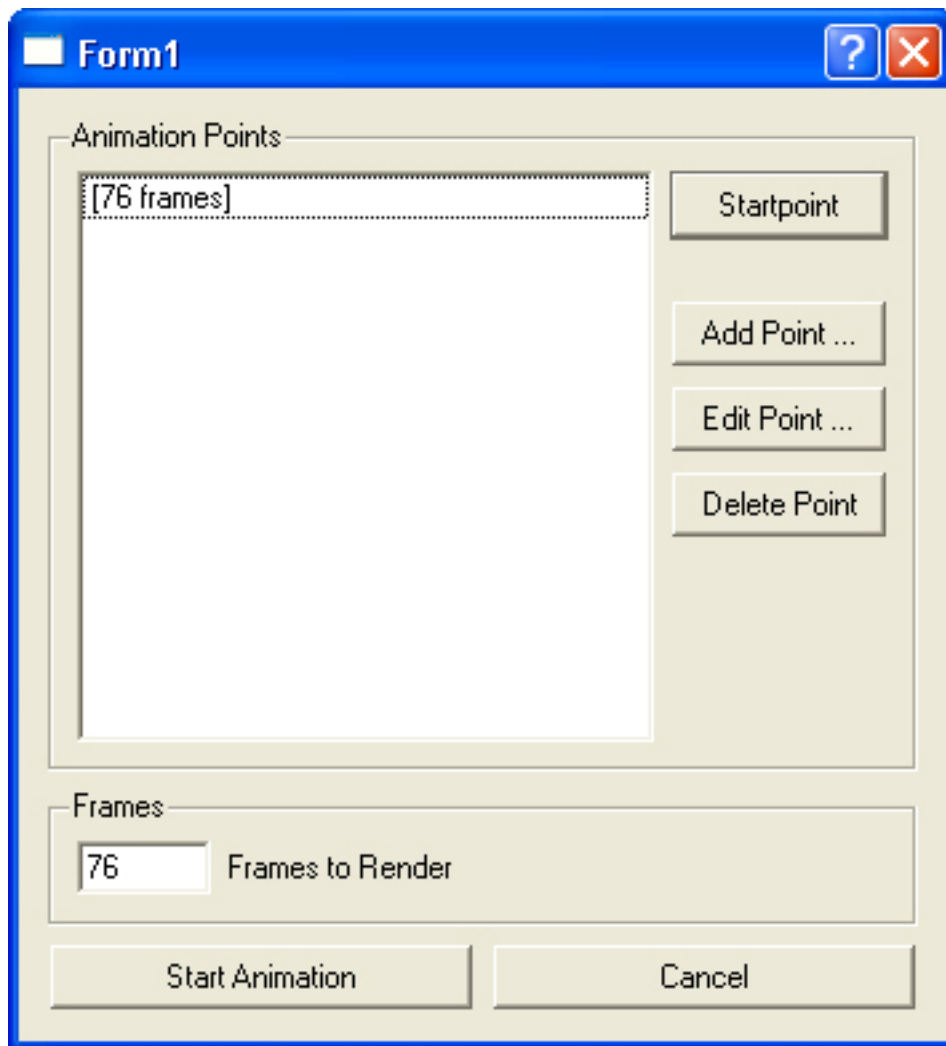 Form1
Animation Points
[76 frames]
Startpoint
Add Point ...
Edit Point ...
Delete Point
Frames
76 Frames to Render
Start Animation Cancel